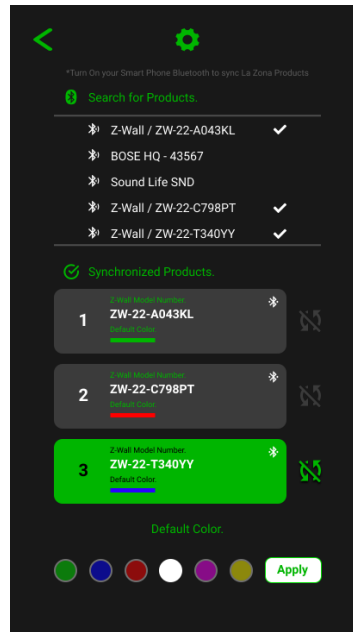 *Turn On your Smart Phone Bluetooth to sync La Zona Products
Search for Products.
Z-Wall / ZW-22-A043KL
BOSE HQ - 43567
Sound Life SND
Z-Wall / ZW-22-C798PT
Z-Wall / ZW-22-T340YY
Synchronized Products.
Z-Wall Model Number.
1 ZW-22-A043KL
Default Color.
Z-Wall Model Number.
2 ZW-22-C798PT
Default Color.
Z-Wall Model Number.
3 ZW-22-T340YY
Default Color.
Default Color.
Apply